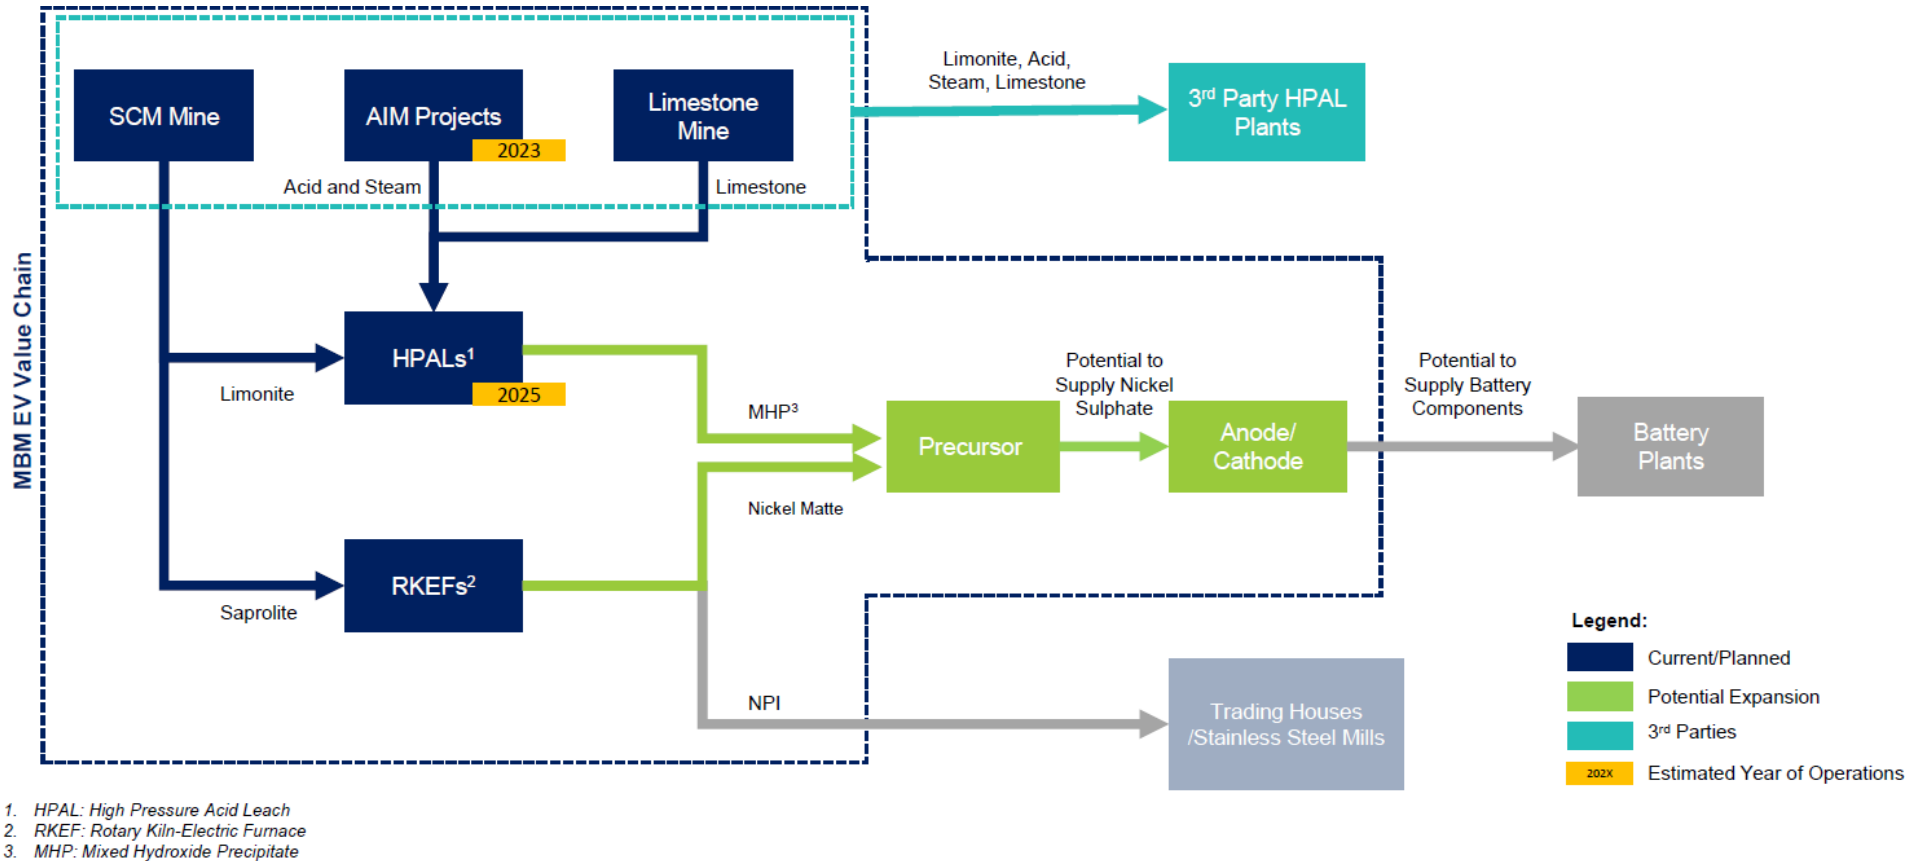 MBM EV Value Chain
SCM Mine
AIM Projects
2023
Limestone
Mine
Limonite, Acid,
Steam, Limestone
3rd Party HPAL
Plants
Acid and Steam
Limestone
HPALs1
2025
Limonite
MHP3
Nickel Matte
Precursor
Potential to
Supply Nickel
Sulphate
Anode/
Cathode
Potential to
Supply Battery
Components
Battery
Plants
RKEFs2
Saprolite
NPI
Trading Houses
/Stainless Steel Mills
Legend:
Current/Planned
Potential Expansion
3rd Parties
202X
Estimated Year of Operations
1. HPAL: High Pressure Acid Leach
2. RKEF: Rotary Kiln-Electric Furnace
3. MHP: Mixed Hydroxide Precipitate